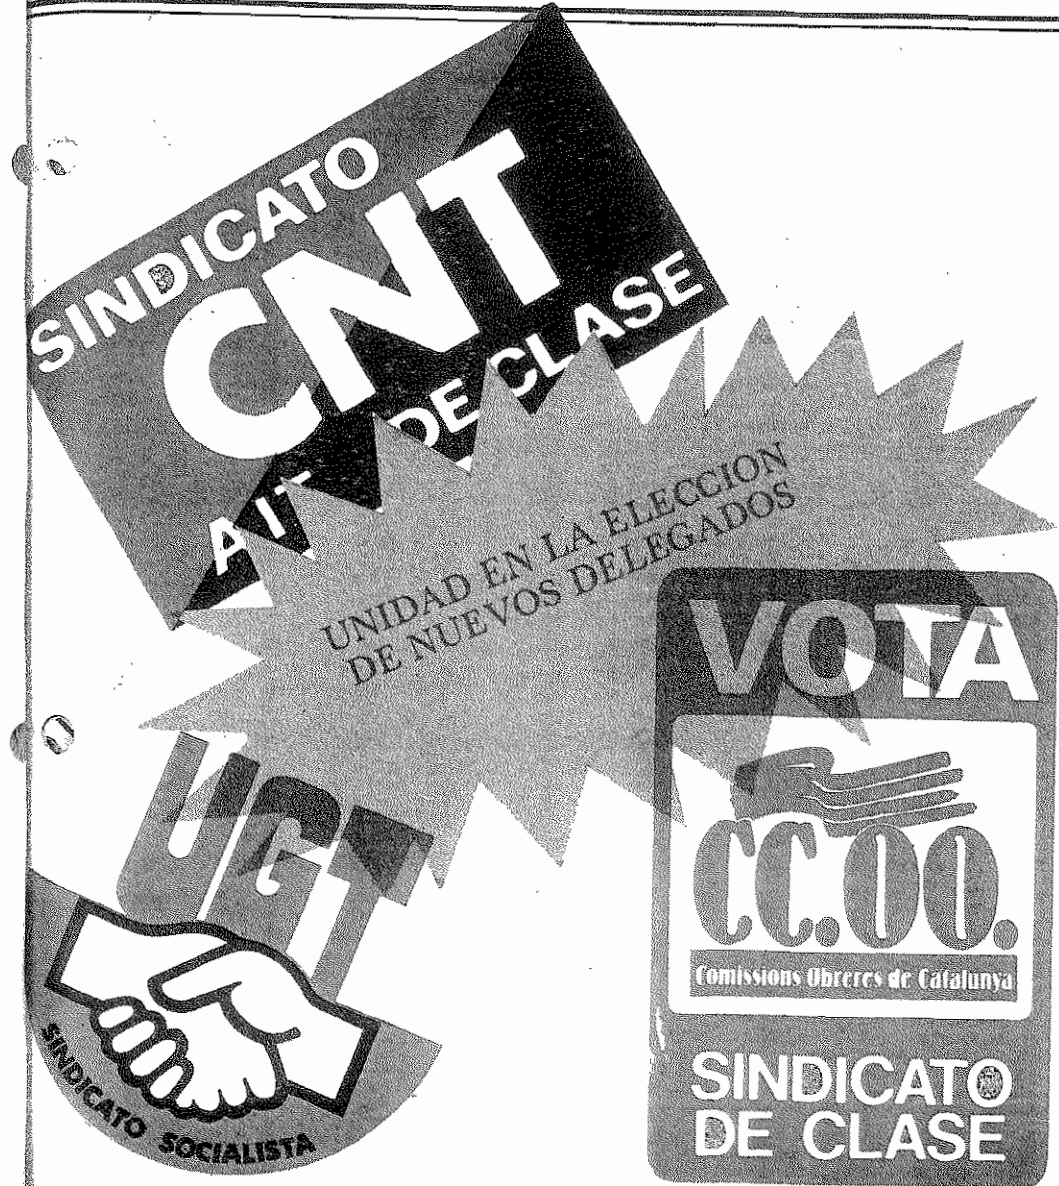 SINDICATO
CNT
AIT DE CLASE
UNIDAD EN LA ELECCION
DE NUEVOS DELEGADOS
VOTA
CC.OO.
Comissions Obreres de Catalunya
SINDICATO
DE CLASE
UGT
SINDICATO SOCIALISTA